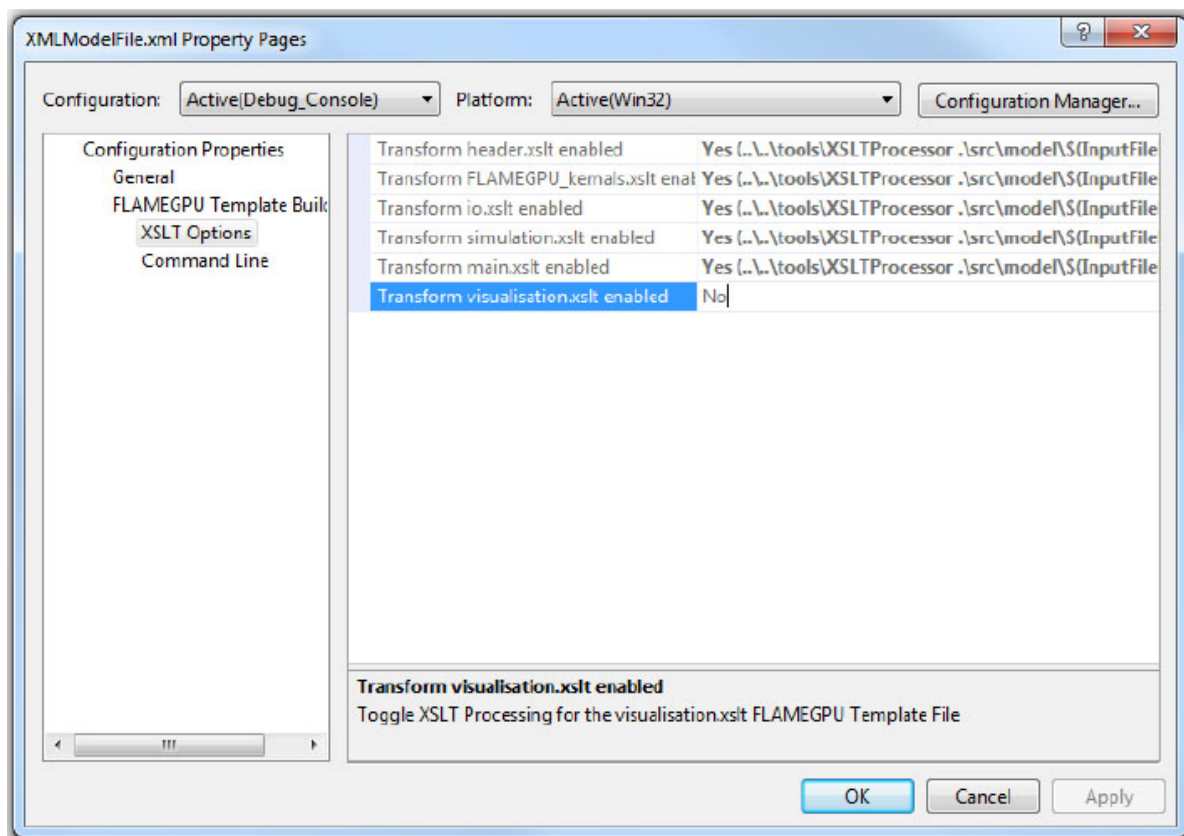 XMLModelFile.xml Property Pages
Configuration: Active(Debug_Console) Platform: Active(Win32) Configuration Manager...
Configuration Properties
General
FLAMEGPU Template Builc
XSLT Options
Command Line
Transform header.xslt enabled Yes (..\..\tools\XSLTProcessor .\src\model\$(InputFile
Transform FLAMEGPU_kernals.xslt enal Yes (..\..\tools\XSLTProcessor .\src\model\$(InputFile
Transform io.xslt enabled Yes (..\..\tools\XSLTProcessor .\src\model\$(InputFile
Transform simulation.xslt enabled Yes (..\..\tools\XSLTProcessor .\src\model\$(InputFile
Transform main.xslt enabled Yes (..\..\tools\XSLTProcessor .\src\model\$(InputFile
Transform visualisation.xslt enabled No
Transform visualisation.xslt enabled
Toggle XSLT Processing for the visualisation.xslt FLAMEGPU Template File
OK Cancel Apply